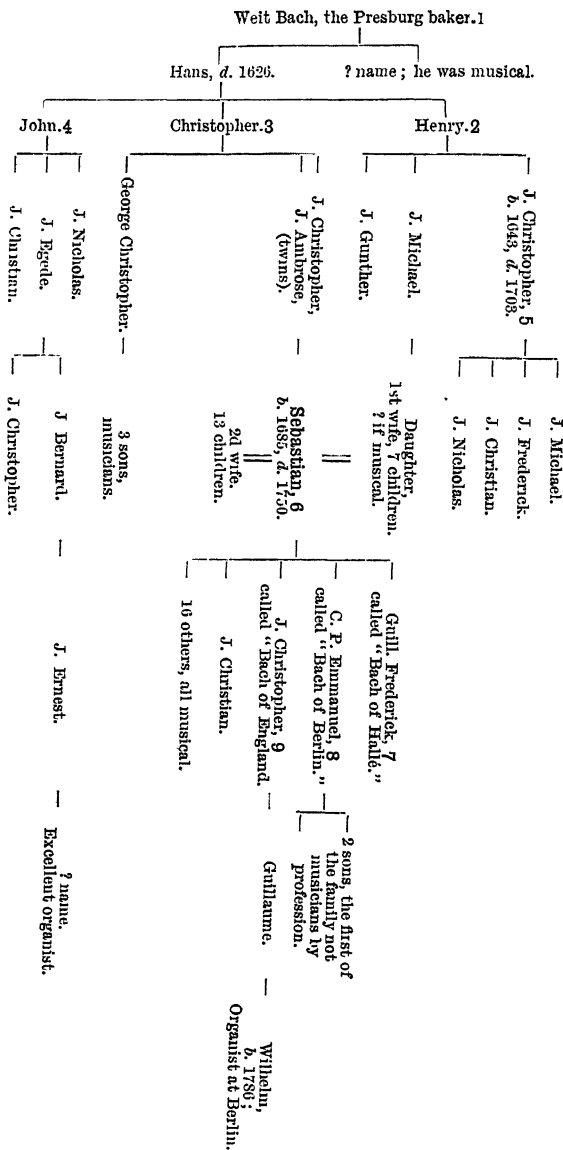 Weit Bach, the Presburg baker.1
Hans, d. 1626.
? name ; he was musical.
John.4
Christopher.3
Henry.2
J. Christian.
J. Egede.
J. Nicholas.
George Christopher.
J. Christopher,
J. Ambrose,
(twins).
J. Gunther.
J. Michael.
J. Christopher, 5
b. 1643, d. 1703.
J. Christopher.
J Bernard.
3 sons,
musicians.
2d wife.
13 children.
Sebastian, 6
b. 1685, d. 1750.
Daughter,
1st wife, 7 children.
? if musical.
J. Nicholas.
J. Christian.
J. Frederick.
J. Michael.
J. Ernest.
16 others, all musical.
J. Christian.
J. Christopher, 9
called "Bach of England.
C. P. Emmanuel, 8
called "Bach of Berlin."
Guill. Frederick, 7
called "Bach of Hallé."
? name.
Excellent organist.
Guillaume.
2 sons, the first of
the family not
musicians by
profession.
Wilhelm,
b. 1786 ;
Organist at Berlin.